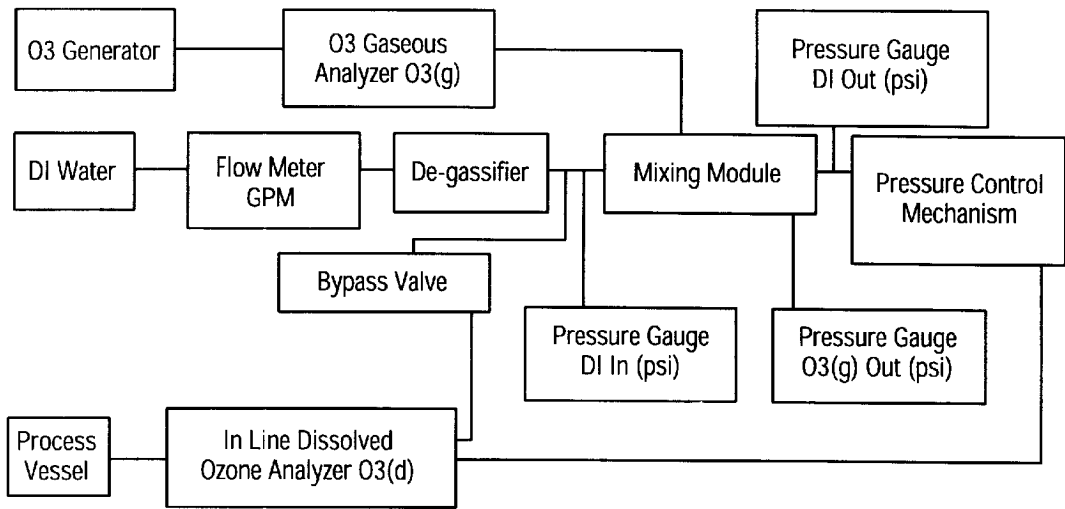 O3 Generator
O3 Gaseous
Analyzer O3(g)
Pressure Gauge
DI Out (psi)
DI Water
Flow Meter
GPM
De-gassifier
Mixing Module
Pressure Control
Mechanism
Bypass Valve
Pressure Gauge
DI In (psi)
Pressure Gauge
O3(g) Out (psi)
Process
Vessel
In Line Dissolved
Ozone Analyzer O3(d)